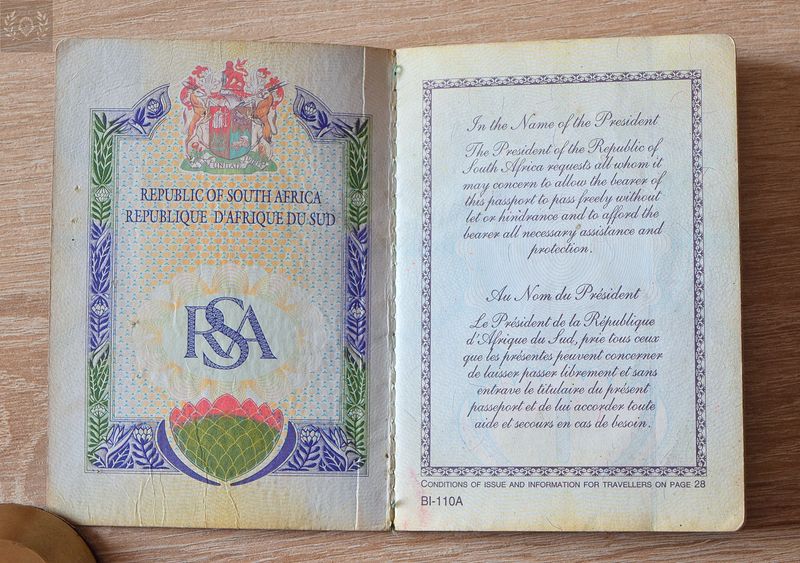 UNITATE
REPUBLIC OF SOUTH AFRICA
REPUBLIQUE D'AFRIQUE DU SUD
RSA
In the Name of the President
The President of the Republic of
South Africa requests all whom it
may concern to allow the bearer of
this passport to pass freely without
let or hindrance and to afford the
bearer all necessary assistance and
protection.
Au Nom du Président
Le Président de la République
d'Afrique du Sud, prie tous ceux
que les présentes peuvent concerner
de laisser passer librement et sans
entrave le titulaire du présent
passeport et de lui accorder toute
aide et secours en cas de besoin.
CONDITIONS OF ISSUE AND INFORMATION FOR TRAVELLERS ON PAGE 28
BI-110A